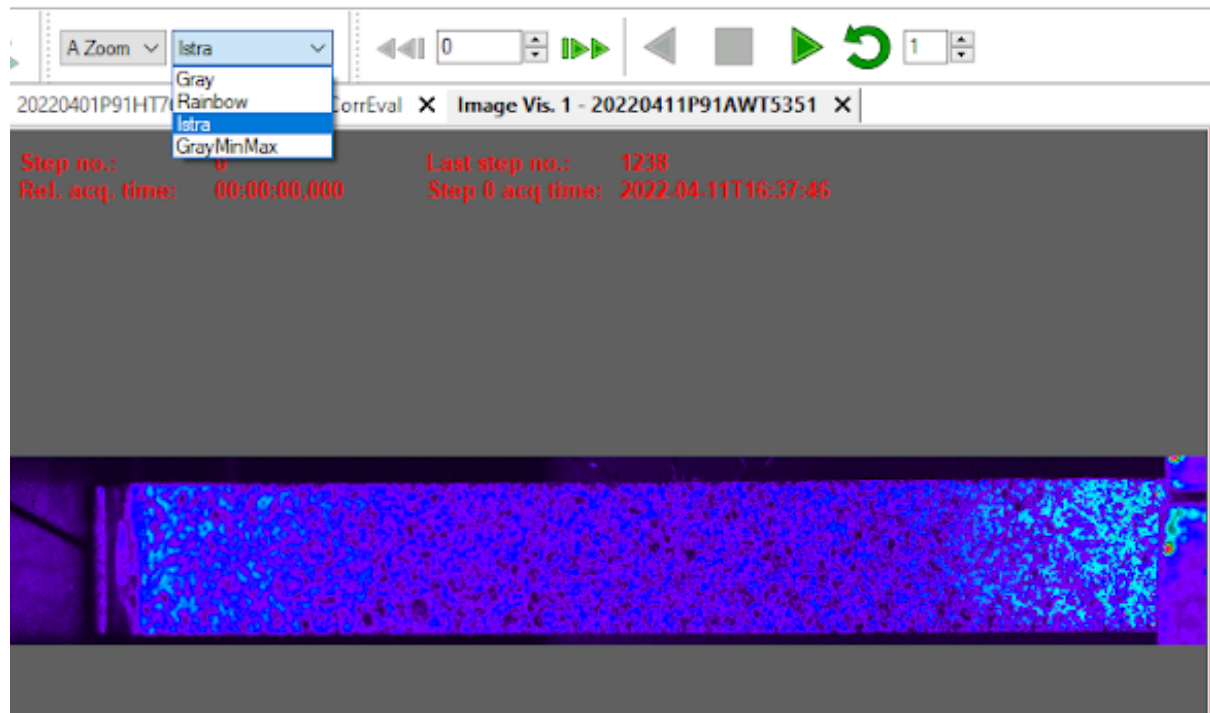 A Zoom Istra 0 1
Gray
Rainbow
Istra
GrayMinMax
20220401P91HT7 CorrEval X Image Vis. 1 - 20220411P91AWT5351 X
Step no.: 0 Last step no.: 1238
Rel. acq. time: 00:00:00,000 Step 0 acq time: 2022-04-11T16:37:46